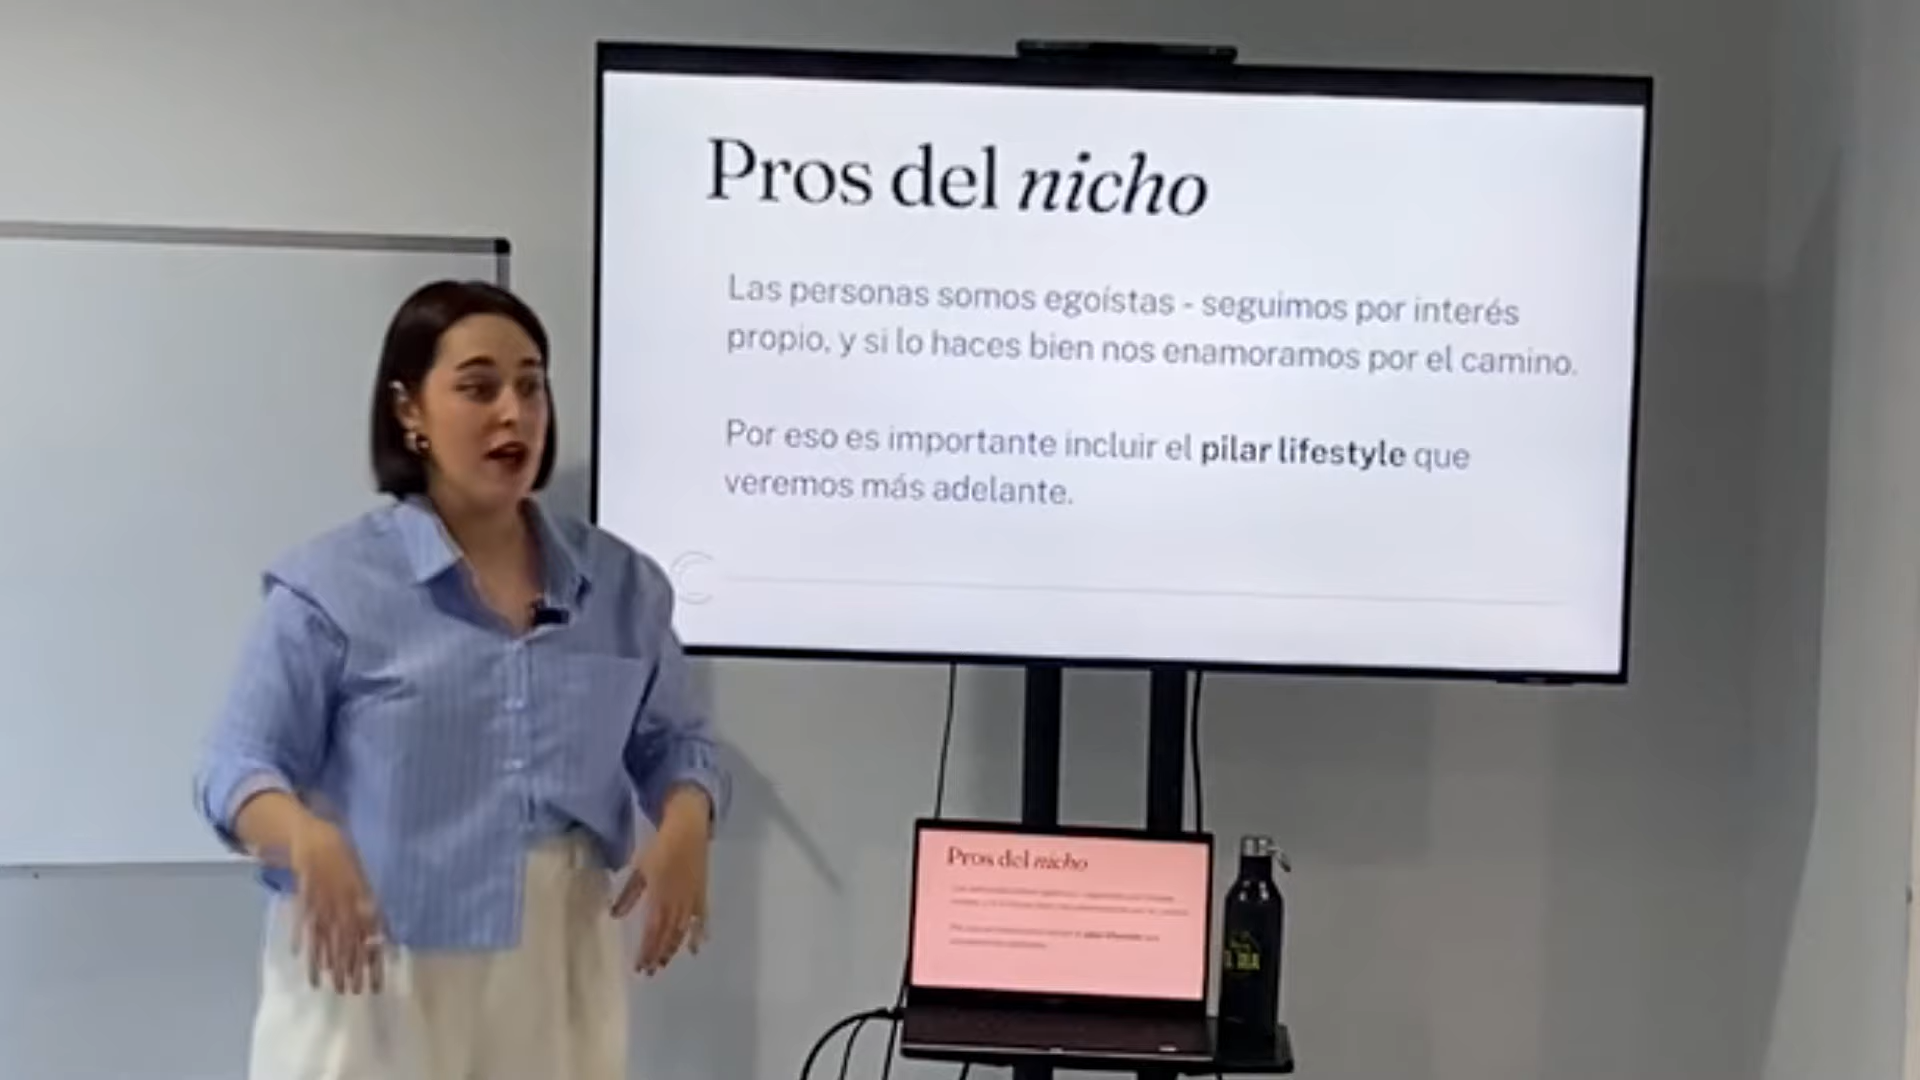 Pros del nicho
Las personas somos egoístas - seguimos por interés
propio, y si lo haces bien nos enamoramos por el camino.
Por eso es importante incluir el pilar lifestyle que
veremos más adelante.
Pros del nicho